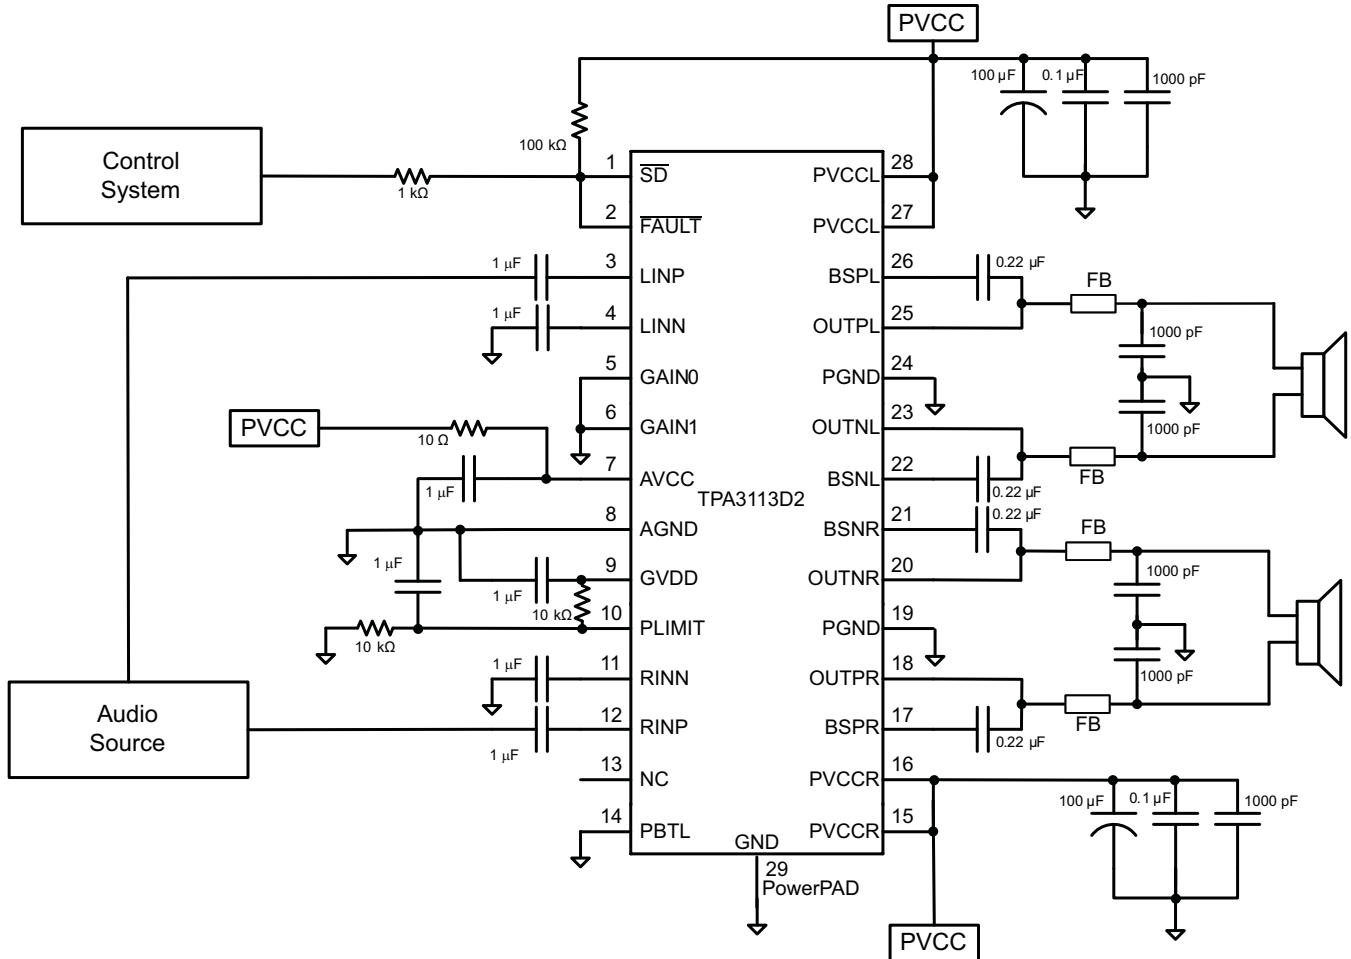 PVCC
100 µF
0.1 µF
1000 pF
Control
System
1 kΩ
100 kΩ
1
SD
2
FAULT
1 µF
3
LINP
1 µF
4
LINN
5
GAIN0
6
GAIN1
PVCC
10 Ω
7
AVCC
1 µF
8
AGND
1 µF
9
GVDD
1 µF
10 kΩ
10
PLIMIT
10 kΩ
1 µF
11
RINN
12
RINP
1 µF
Audio
Source
13
NC
14
PBTL
TPA3113D2
GND
29
PowerPAD
28
PVCCL
27
PVCCL
26
BSPL
0.22 µF
FB
25
OUTPL
1000 pF
24
PGND
23
OUTNL
1000 pF
FB
22
BSNL
0.22 µF
0.22 µF
21
BSNR
FB
20
OUTNR
1000 pF
19
PGND
18
OUTPR
1000 pF
FB
17
BSPR
0.22 µF
16
PVCCR
15
PVCCR
100 µF
0.1 µF
1000 pF
PVCC